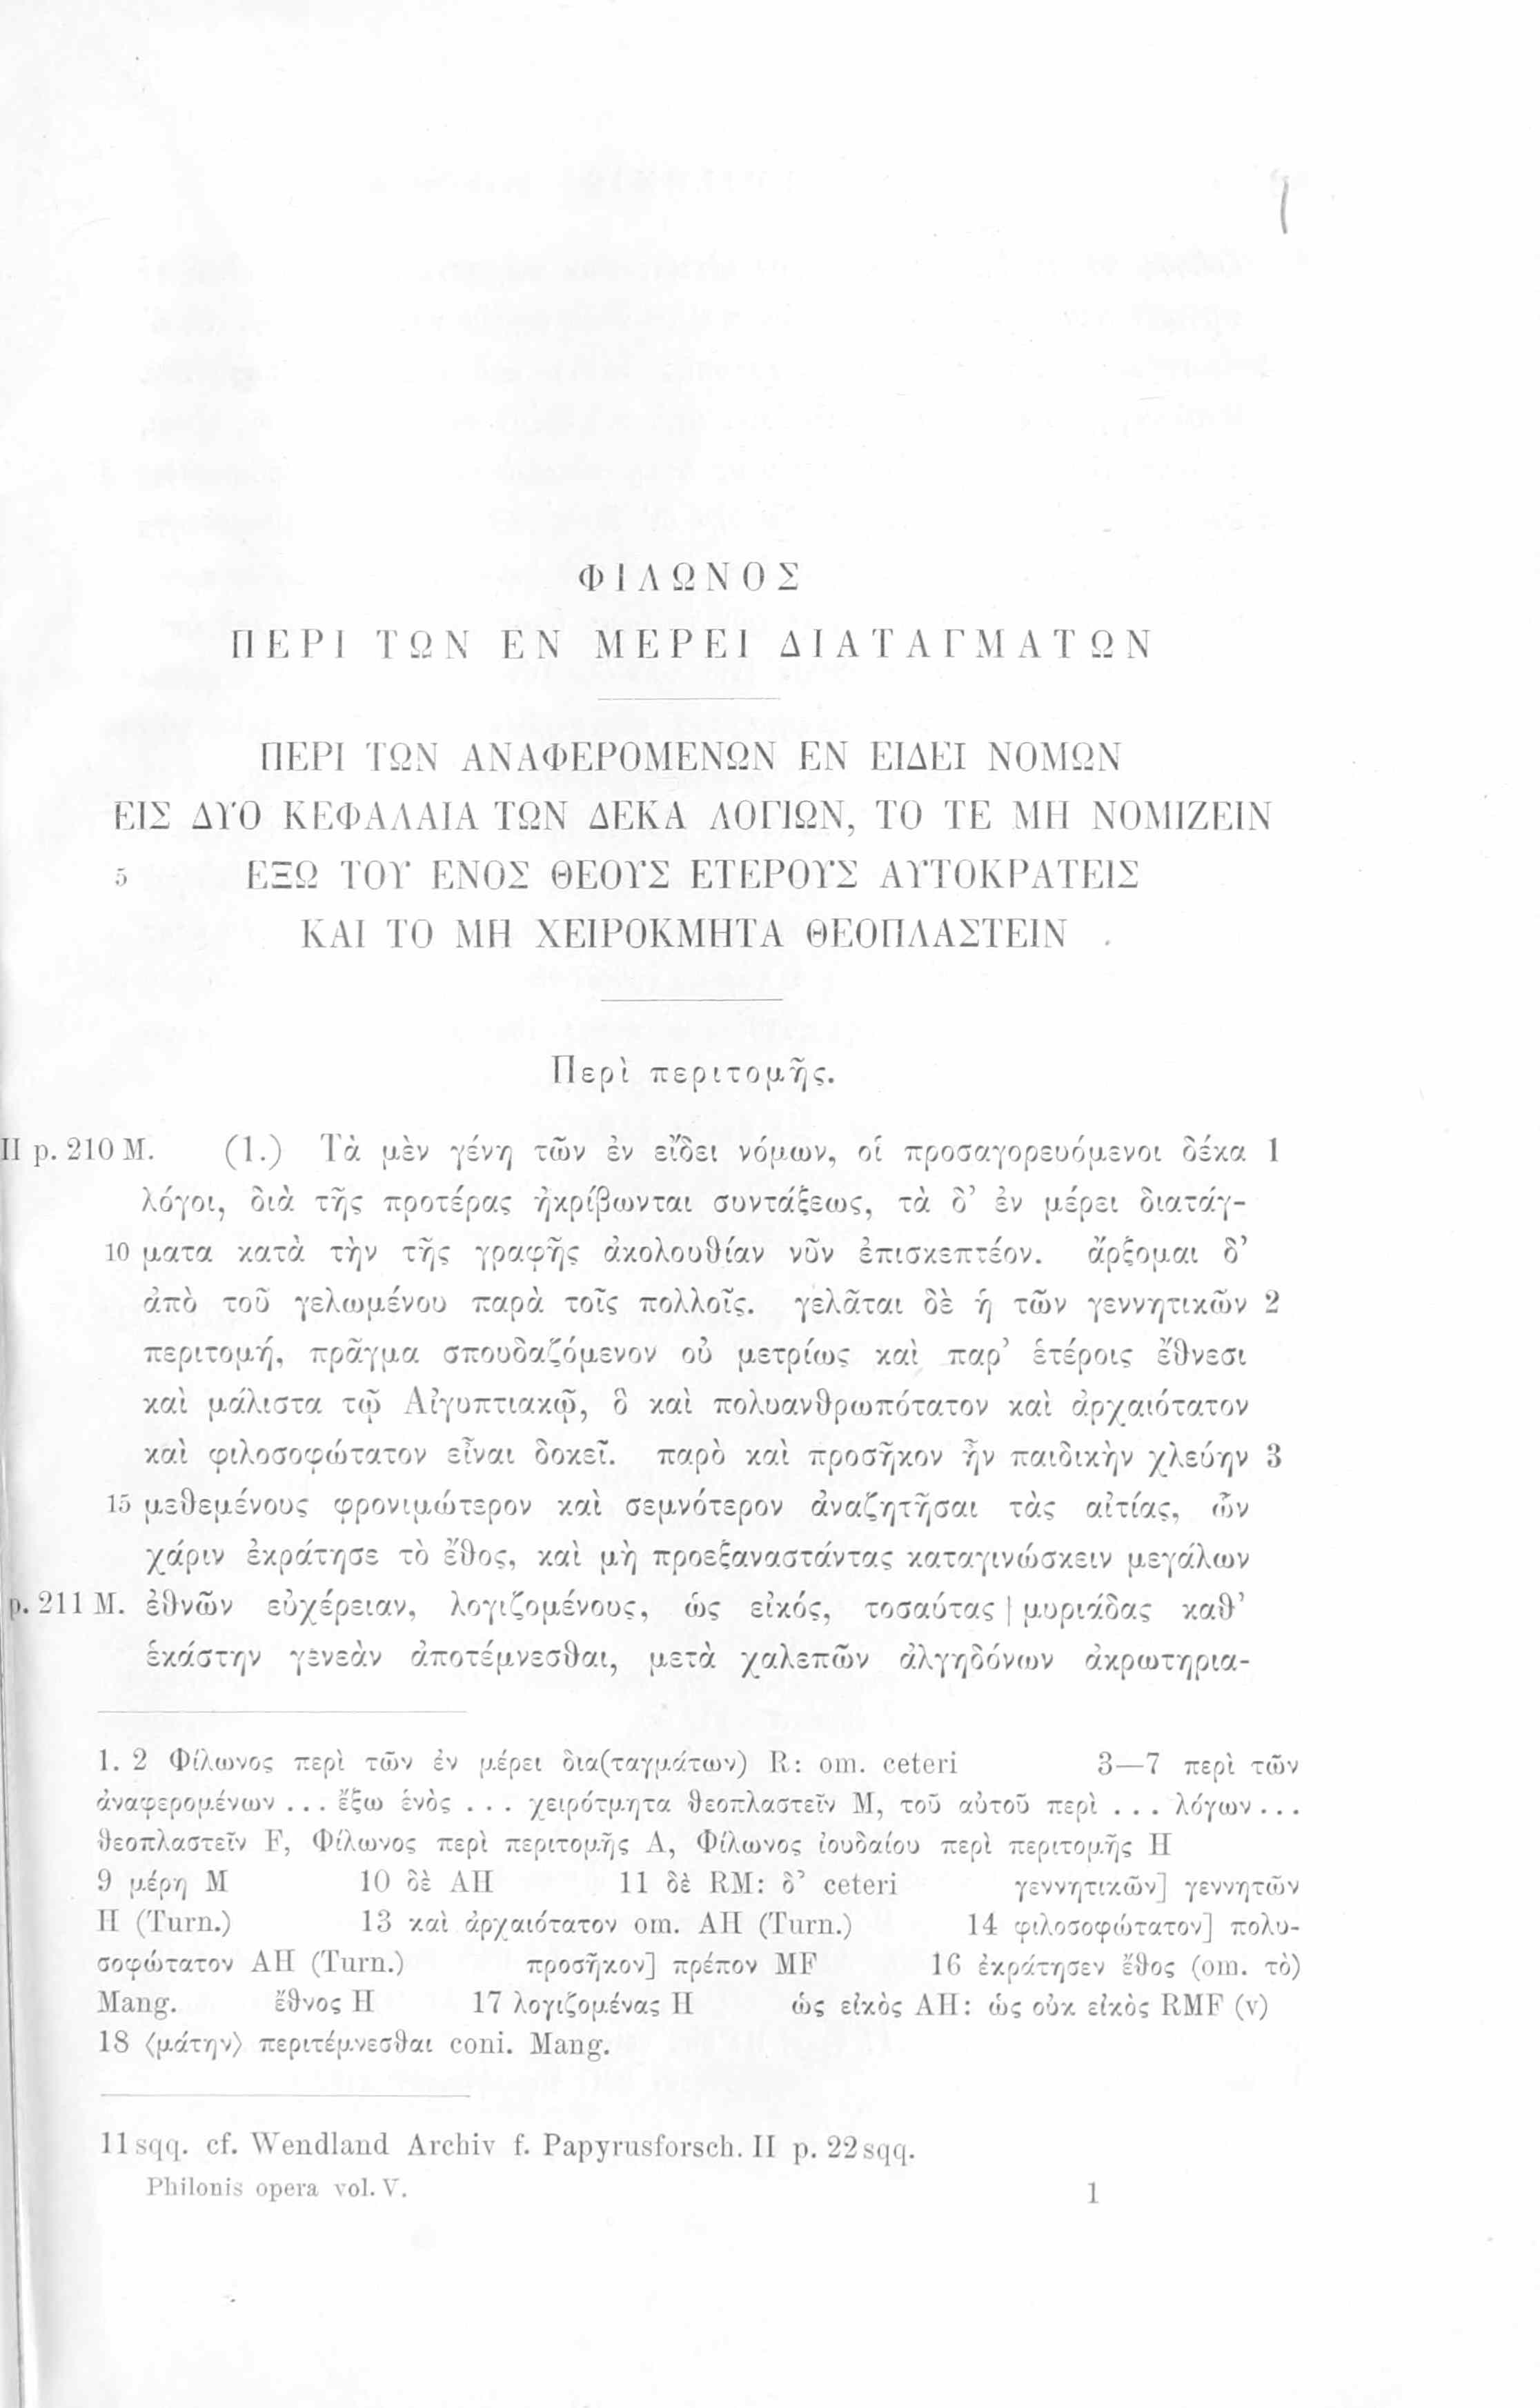 ΦΙΛΩΝΟΣ
ΠΕΡΙ ΤΩΝ ΕΝ ΜΕΡΕΙ ΔΙΑΤΑΓΜΑΤΩΝ
ΠΕΡΙ ΤΩΝ ΑΝΑΦΕΡΟΜΕΝΩΝ ΕΝ ΕΙΔΕΙ ΝΟΜΩΝ
ΕΙΣ ΔΥΟ ΚΕΦΑΛΑΙΑ ΤΩΝ ΔΕΚΑ ΛΟΓΙΩΝ, ΤΟ ΤΕ ΜΗ ΝΟΜΙΖΕΙΝ
5 ΕΞΩ ΤΟΥ ΕΝΟΣ ΘΕΟΥΣ ΕΤΕΡΟΥΣ ΑΥΤΟΚΡΑΤΕΙΣ
ΚΑΙ ΤΟ ΜΗ ΧΕΙΡΟΚΜΗΤΑ ΘΕΟΠΛΑΣΤΕΙΝ
Περὶ περιτομῆς.
II p. 210 M. (1.) Τὰ μὲν γένη τῶν ἐν εἴδει νόμων, οἱ προσαγορευόμενοι δέκα 1
λόγοι, διὰ τῆς προτέρας ἠκρίβωνται συντάξεως, τὰ δ’ ἐν μέρει διατάγ-
10 ματα κατὰ τὴν τῆς γραφῆς ἀκολουθίαν νῦν ἐπισκεπτέον. ἄρξομαι δ’
ἀπὸ τοῦ γελωμένου παρὰ τοῖς πολλοῖς. γελᾶται δὲ ἡ τῶν γεννητικῶν 2
περιτομή, πρᾶγμα σπουδαζόμενον οὐ μετρίως καὶ παρ’ ἑτέροις ἔθνεσι
καὶ μάλιστα τῷ Αἰγυπτιακῷ, ὃ καὶ πολυανθρωπότατον καὶ ἀρχαιότατον
καὶ φιλοσοφώτατον εἶναι δοκεῖ. παρὸ καὶ προσῆκον ἦν παιδικὴν χλεύην 3
15 μεθεμένους φρονιμώτερον καὶ σεμνότερον ἀναζητῆσαι τὰς αἰτίας, ὧν
χάριν ἐκράτησε τὸ ἔθος, καὶ μὴ προεξαναστάντας καταγινώσκειν μεγάλων
p. 211 M. ἐθνῶν εὐχέρειαν, λογιζομένους, ὡς εἰκός, τοσαύτας | μυριάδας καθ’
ἑκάστην γενεὰν ἀποτέμνεσθαι, μετὰ χαλεπῶν ἀλγηδόνων ἀκρωτηρια-
1. 2 Φίλωνος περὶ τῶν ἐν μέρει δια(ταγμάτων) R: om. ceteri 3—7 περὶ τῶν
ἀναφερομένων ... ἔξω ἑνὸς ... χειρότμητα θεοπλαστεῖν M, τοῦ αὐτοῦ περὶ ... λόγων ...
θεοπλαστεῖν F, Φίλωνος περὶ περιτομῆς A, Φίλωνος ἰουδαίου περὶ περιτομῆς H
9 μέρη M 10 δὲ AH 11 δὲ RM: δ’ ceteri γεννητικῶν] γεννητῶν
H (Turn.) 13 καὶ ἀρχαιότατον om. AH (Turn.) 14 φιλοσοφώτατον] πολυ-
σοφώτατον AH (Turn.) προσῆκον] πρέπον MF 16 ἐκράτησεν ἔθος (om. τὸ)
Mang. ἔθνος H 17 λογιζομένας H ὡς εἰκὸς AH: ὡς οὐκ εἰκὸς RMF (v)
18 ⟨μάτην⟩ περιτέμνεσθαι coni. Mang.
11 sqq. cf. Wendland Archiv f. Papyrusforsch. II p. 22 sqq.
Philonis opera vol. V. 1